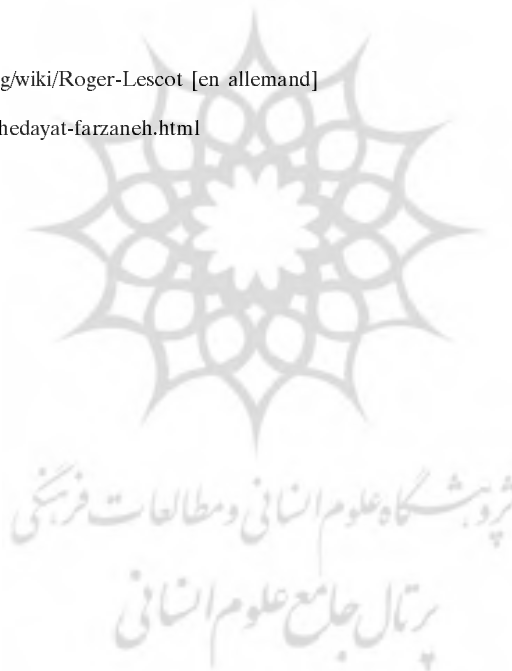 g/wiki/Roger-Lescot [en allemand]
hedayat-farzaneh.html
پژوهشگاه علوم انسانی و مطالعات فرهنگی
پرتال جامع علوم انسانی